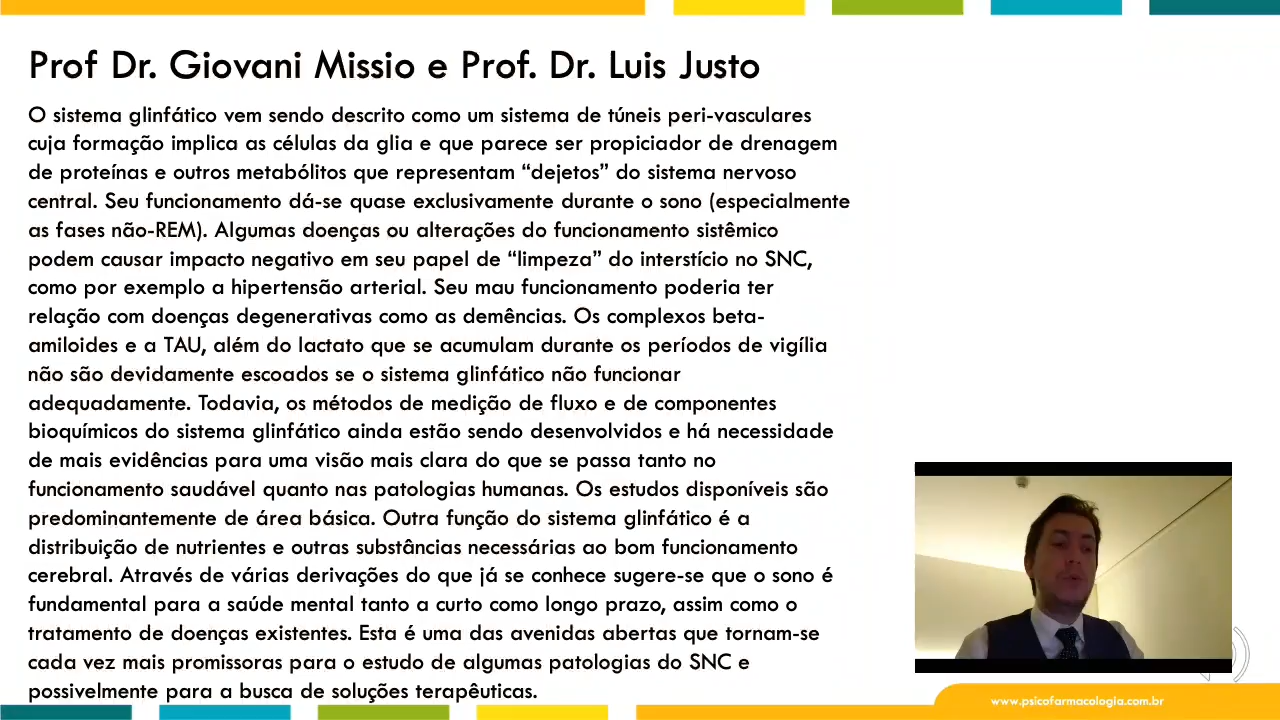 Prof Dr. Giovani Missio e Prof. Dr. Luis Justo
O sistema glinfático vem sendo descrito como um sistema de túneis peri-vasculares
cuja formação implica as células da glia e que parece ser propiciador de drenagem
de proteínas e outros metabólitos que representam “dejetos” do sistema nervoso
central. Seu funcionamento dá-se quase exclusivamente durante o sono (especialmente
as fases não-REM). Algumas doenças ou alterações do funcionamento sistêmico
podem causar impacto negativo em seu papel de “limpeza” do interstício no SNC,
como por exemplo a hipertensão arterial. Seu mau funcionamento poderia ter
relação com doenças degenerativas como as demências. Os complexos beta-
amiloides e a TAU, além do lactato que se acumulam durante os períodos de vigília
não são devidamente escoados se o sistema glinfático não funcionar
adequadamente. Todavia, os métodos de medição de fluxo e de componentes
bioquímicos do sistema glinfático ainda estão sendo desenvolvidos e há necessidade
de mais evidências para uma visão mais clara do que se passa tanto no
funcionamento saudável quanto nas patologias humanas. Os estudos disponíveis são
predominantemente de área básica. Outra função do sistema glinfático é a
distribuição de nutrientes e outras substâncias necessárias ao bom funcionamento
cerebral. Através de várias derivações do que já se conhece sugere-se que o sono é
fundamental para a saúde mental tanto a curto como longo prazo, assim como o
tratamento de doenças existentes. Esta é uma das avenidas abertas que tornam-se
cada vez mais promissoras para o estudo de algumas patologias do SNC e
possivelmente para a busca de soluções terapêuticas.
www.psicofarmacologia.com.br